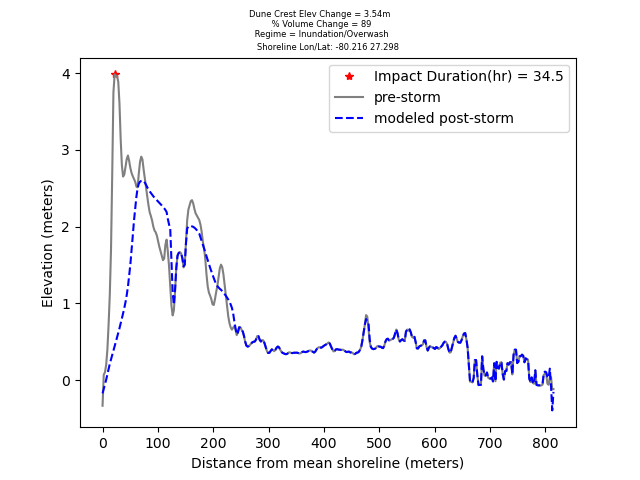 Dune Crest Elev Change = 3.54m
% Volume Change = 89
Regime = Inundation/Overwash
Shoreline Lon/Lat: -80.216 27.298
Impact Duration(hr) = 34.5
pre-storm
modeled post-storm
4
3
2
1
0
Elevation (meters)
0 100 200 300 400 500 600 700 800
Distance from mean shoreline (meters)